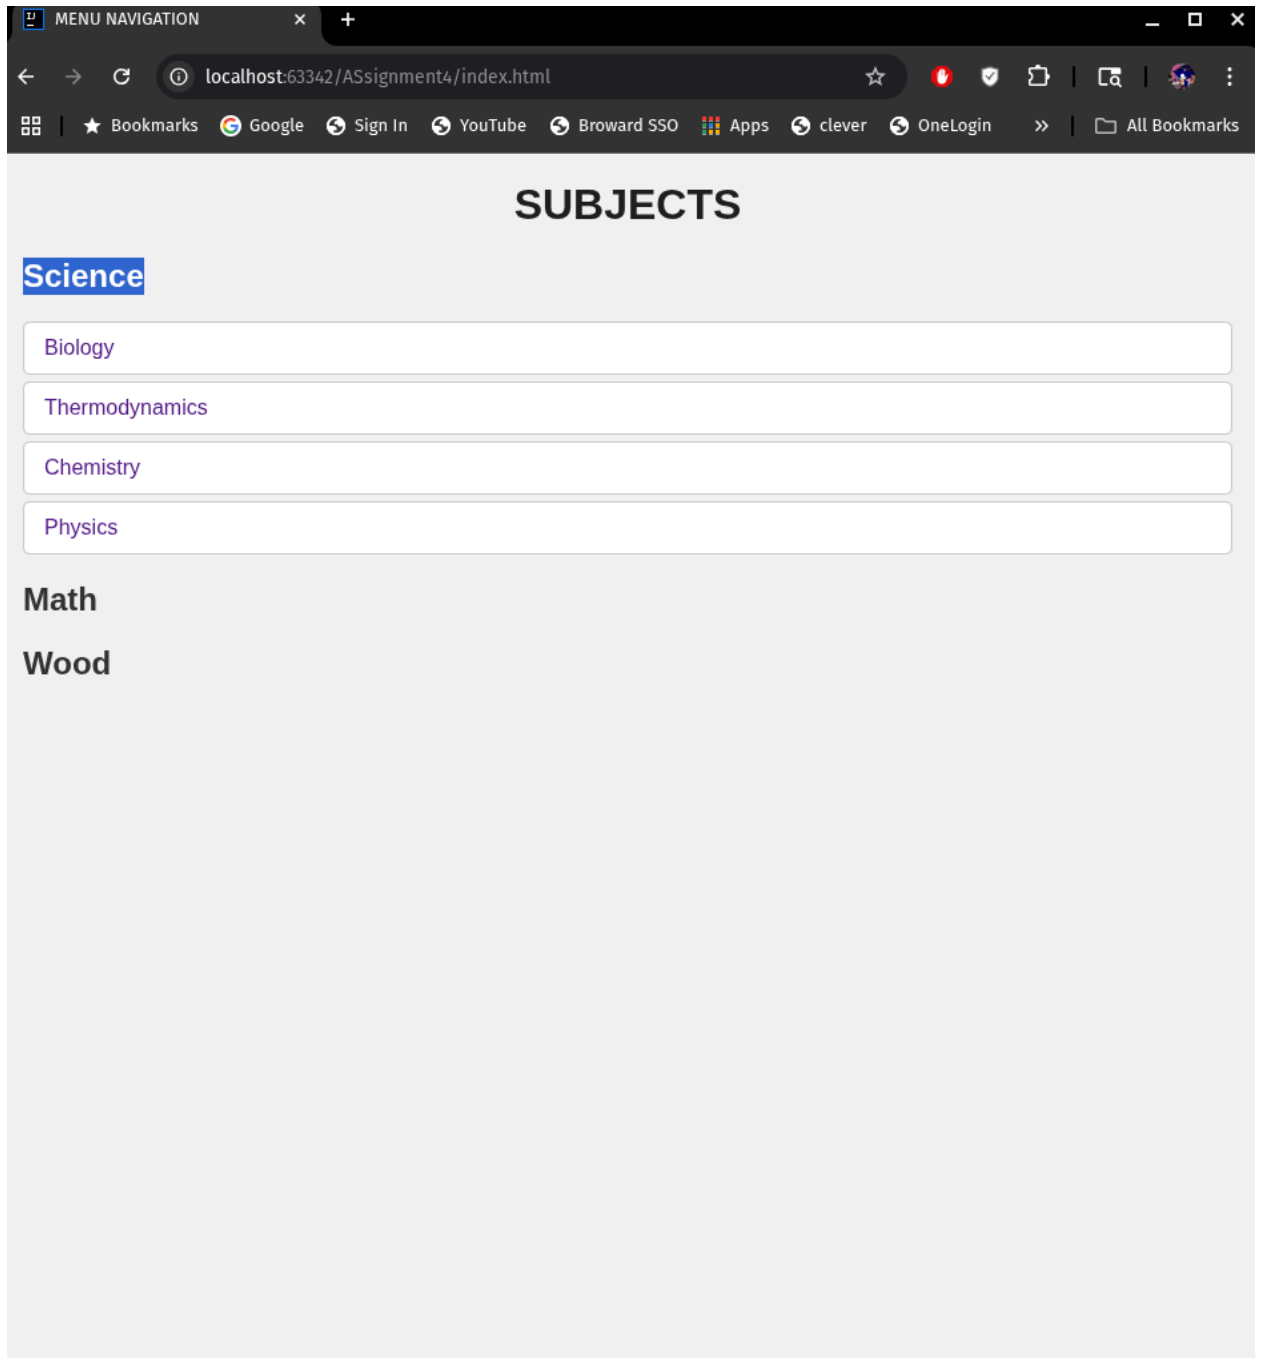 MENU NAVIGATION
localhost:63342/ASsignment4/index.html
Bookmarks Google Sign In YouTube Broward SSO Apps clever OneLogin » All Bookmarks
SUBJECTS
Science
Biology
Thermodynamics
Chemistry
Physics
Math
Wood